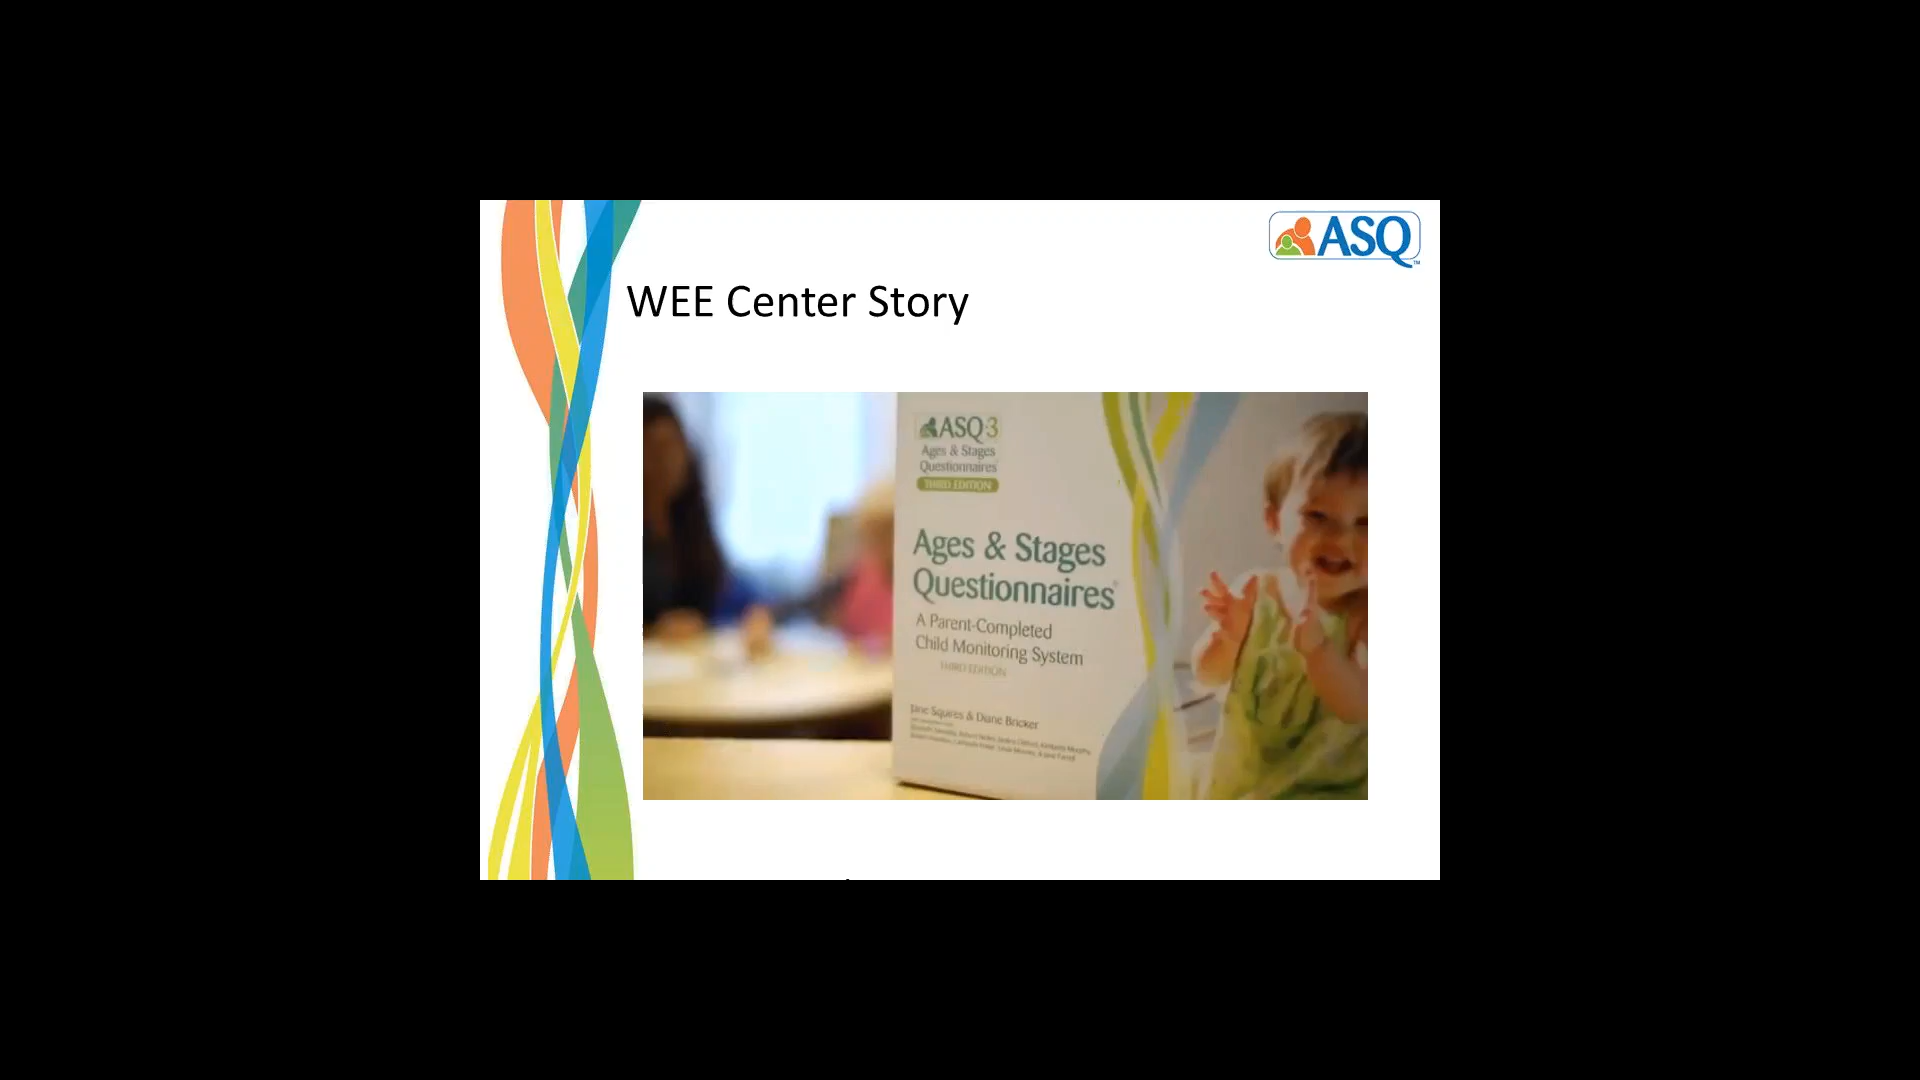 ASQ™
WEE Center Story
ASQ-3
Ages & Stages
Questionnaires
THIRD EDITION
Ages & Stages
Questionnaires®
A Parent-Completed
Child Monitoring System
THIRD EDITION
Jane Squires & Diane Bricker